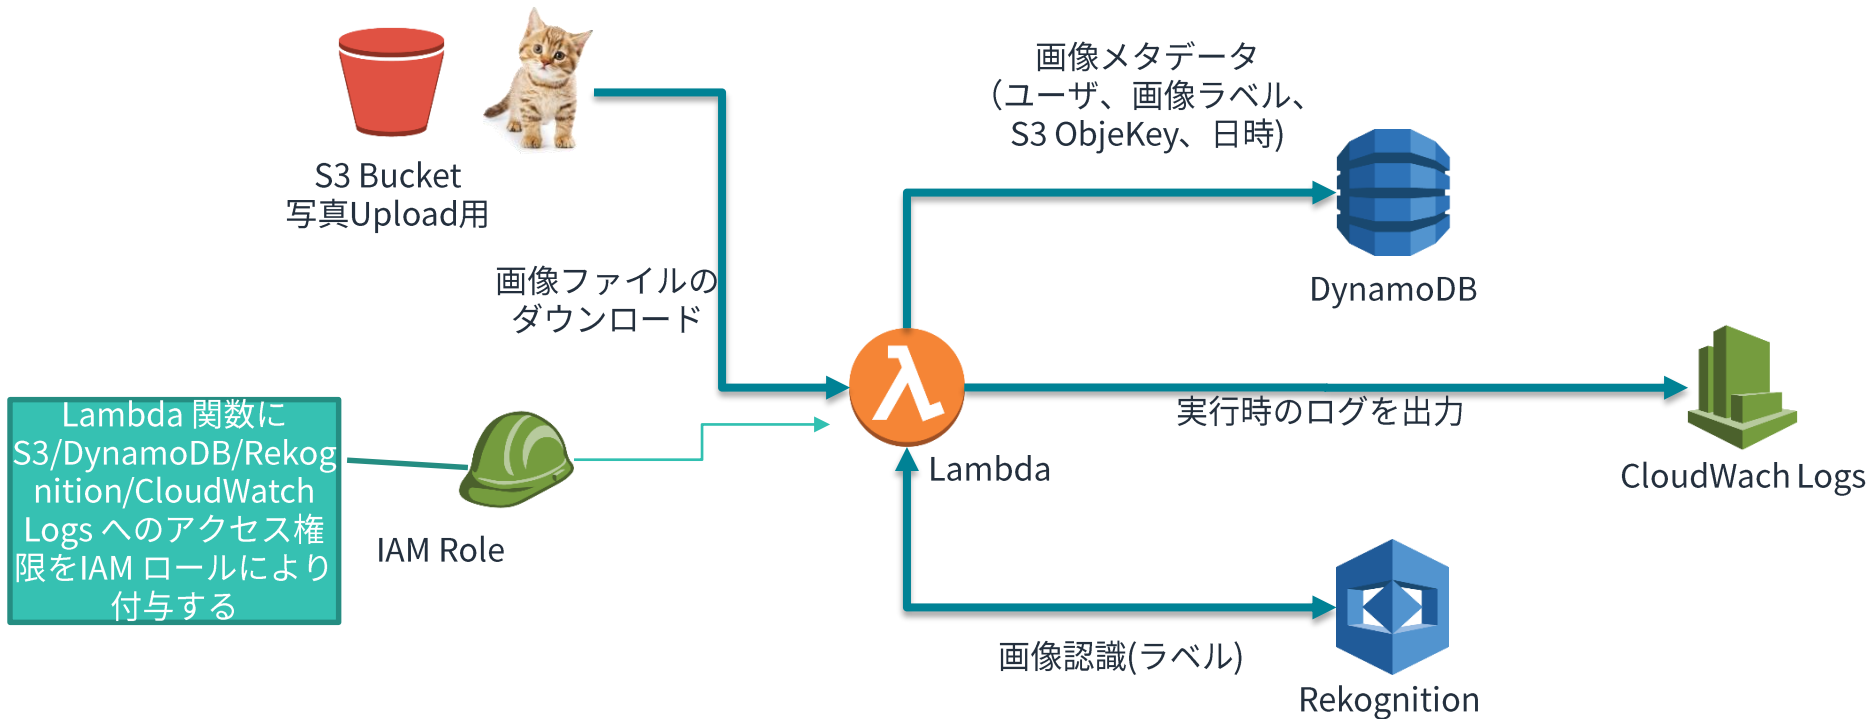 S3 Bucket
写真Upload用
画像メタデータ
（ユーザ、画像ラベル、
S3 ObjeKey、日時)
DynamoDB
画像ファイルの
ダウンロード
実行時のログを出力
CloudWach Logs
Lambda
Lambda 関数に
S3/DynamoDB/Rekog
nition/CloudWatch
Logs へのアクセス権
限をIAM ロールにより
付与する
IAM Role
画像認識(ラベル)
Rekognition